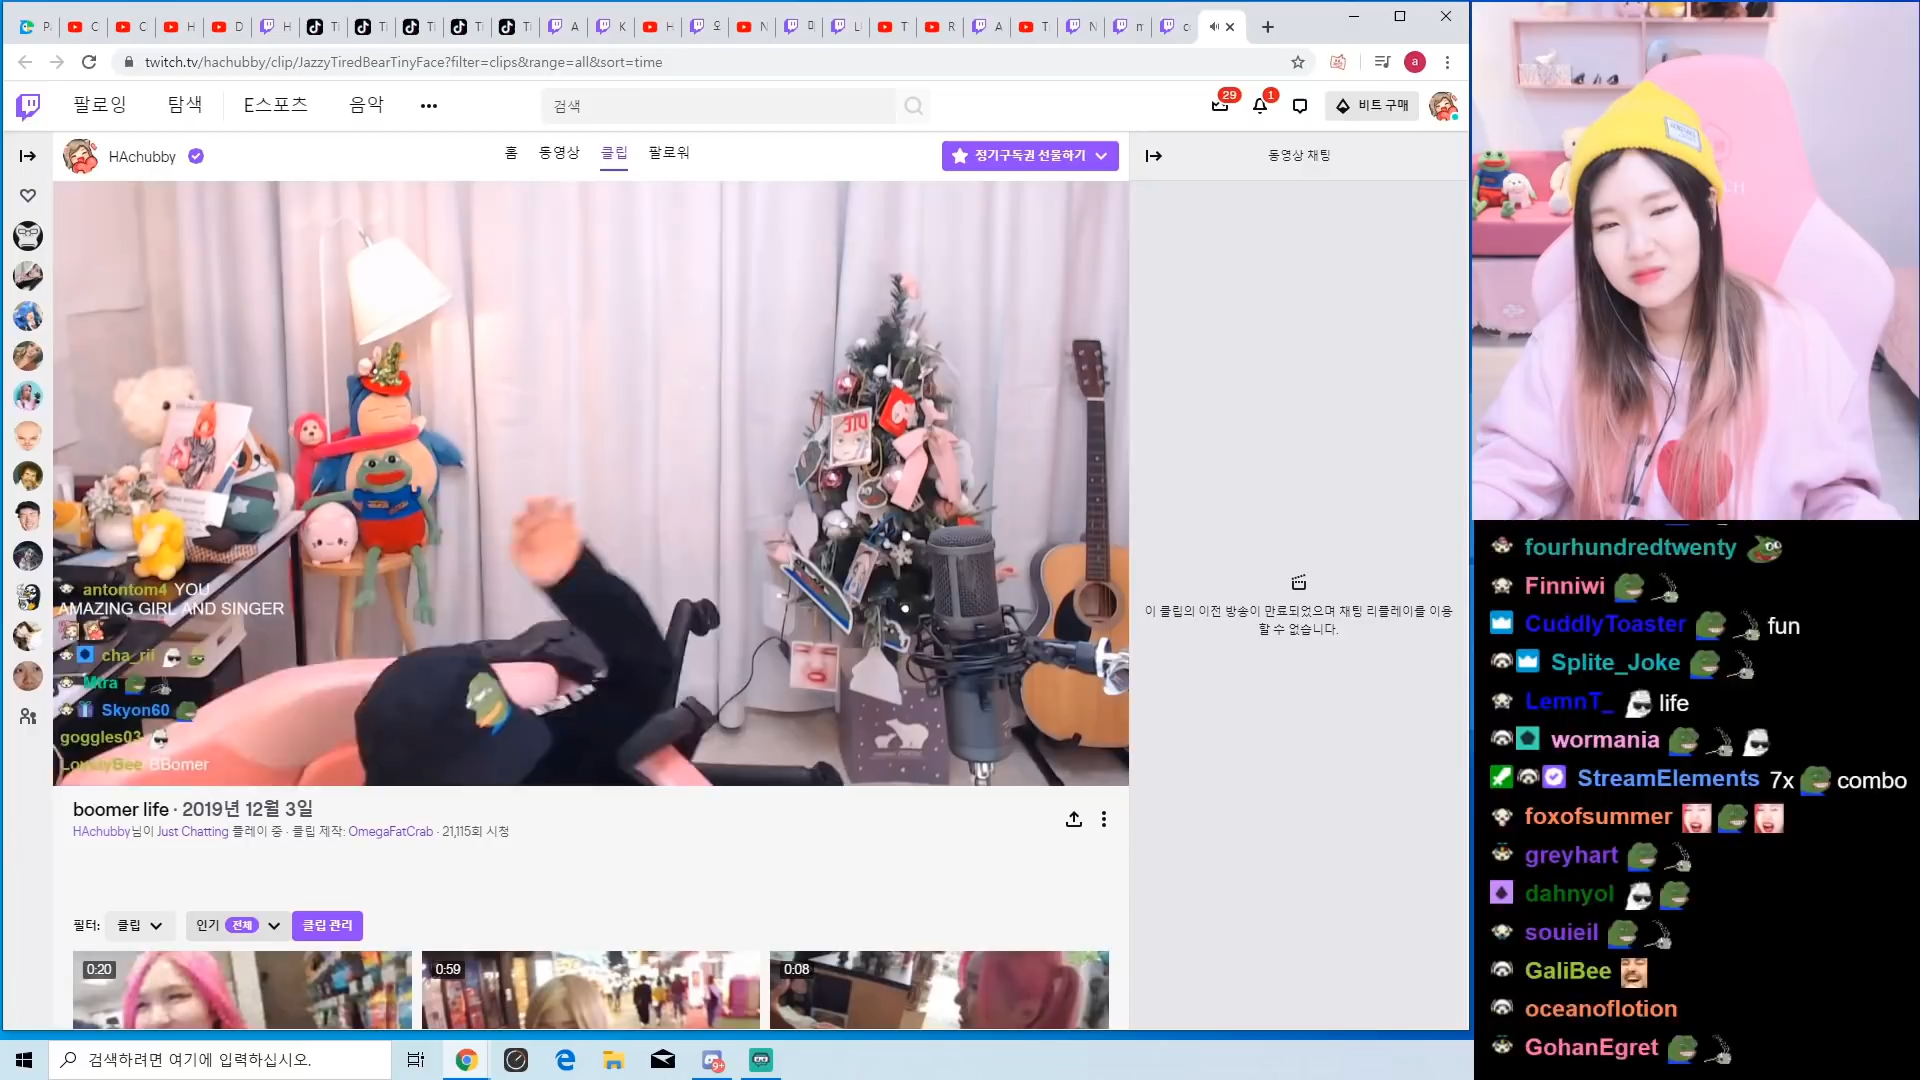 twitch.tv/hachubby/clip/JazzyTiredBearTinyFace?filter=clips&range=all&sort=time
a
팔로잉
탐색
E스포츠
음악
검색
29
1
비트 구매
HAchubby
홈
동영상
클립
팔로워
정기구독권 선물하기
동영상 채팅
DIE
antontom4 YOU
AMAZING GIRL AND SINGER
cha_rii
Mtra
Skyon60
goggles03
LovelyBee BBomer
이 클립의 이전 방송이 만료되었으며 채팅 리플레이를 이용
할 수 없습니다.
boomer life · 2019년 12월 3일
HAchubby님이 Just Chatting 플레이 중 · 클립 제작: OmegaFatCrab · 21,115회 시청
필터:
클립
인기 전체
클립 관리
0:20
0:59
0:08
fourhundredtwenty
Finniwi
CuddlyToaster fun
Splite_Joke
LemnT_ life
wormania
StreamElements 7x combo
foxofsummer
greyhart
dahnyol
souieil
GaliBee
oceanoflotion
GohanEgret
검색하려면 여기에 입력하십시오.
9+